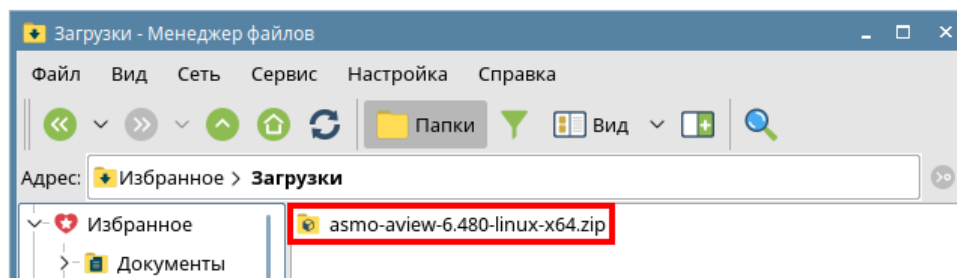 Загрузки - Менеджер файлов
Файл Вид Сеть Сервис Настройка Справка
Папки Вид
Адрес: Избранное > Загрузки
Избранное asmo-aview-6.480-linux-x64.zip
Документы